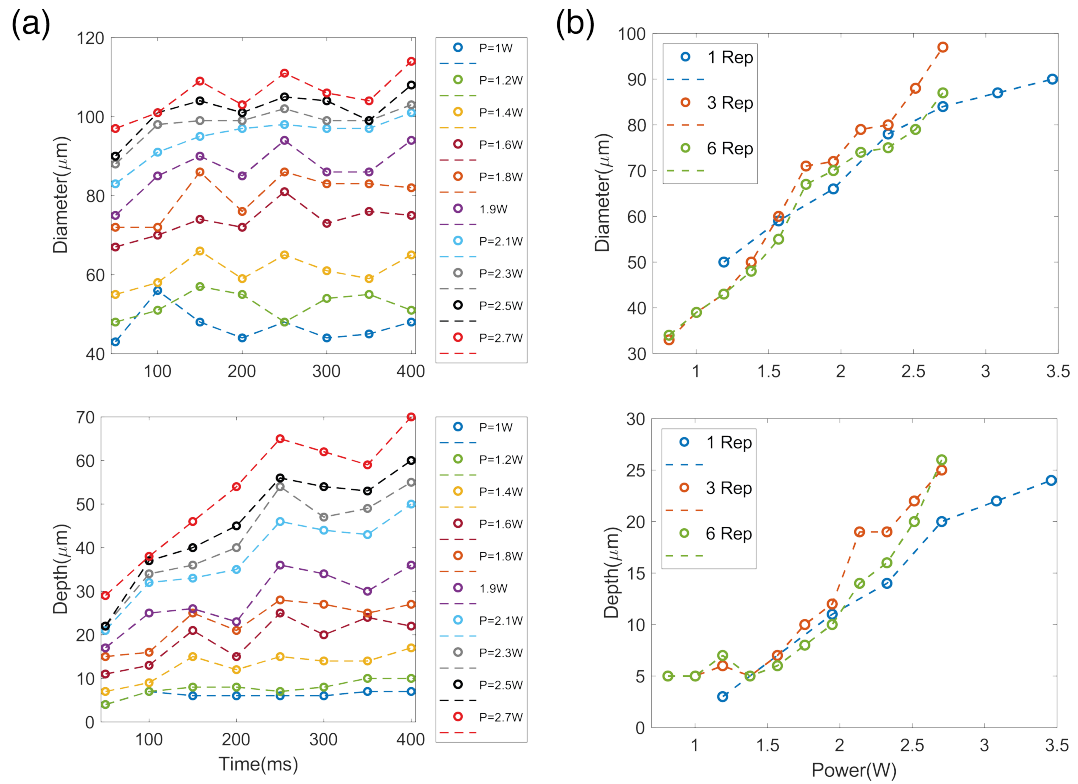 (a)
120
100
80
60
40
Diameter(μm)
100
200
300
400
P=1W
P=1.2W
P=1.4W
P=1.6W
P=1.8W
1.9W
P=2.1W
P=2.3W
P=2.5W
P=2.7W
70
60
50
40
30
20
10
0
Depth(μm)
100
200
300
400
Time(ms)
P=1W
P=1.2W
P=1.4W
P=1.6W
P=1.8W
1.9W
P=2.1W
P=2.3W
P=2.5W
P=2.7W
(b)
100
90
80
70
60
50
40
30
Diameter(μm)
1 Rep
3 Rep
6 Rep
1
1.5
2
2.5
3
3.5
30
25
20
15
10
5
0
Depth(μm)
1 Rep
3 Rep
6 Rep
1
1.5
2
2.5
3
3.5
Power(W)